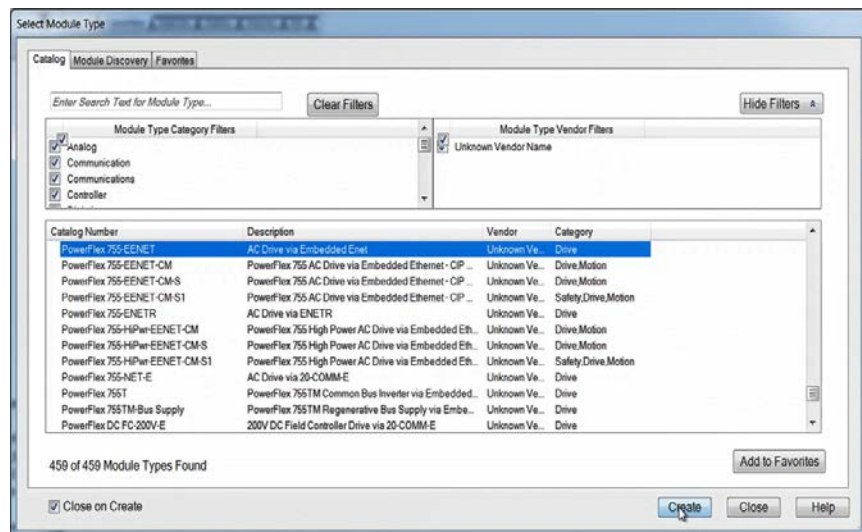 Select Module Type
Catalog Module Discovery Favorites
Enter Search Text for Module Type...
Clear Filters
Hide Filters
Module Type Category Filters
Module Type Vendor Filters
Analog
Unknown Vendor Name
Communication
Communications
Controller
Catalog Number Description Vendor Category
PowerFlex 755-EENET AC Drive via Embedded Enet Unknown Ve... Drive
PowerFlex 755-EENET-CM PowerFlex 755 AC Drive via Embedded Ethernet - CIP ... Unknown Ve... Drive,Motion
PowerFlex 755-EENET-CM-S PowerFlex 755 AC Drive via Embedded Ethernet - CIP ... Unknown Ve... Drive,Motion
PowerFlex 755-EENET-CM-S1 PowerFlex 755 AC Drive via Embedded Ethernet - CIP ... Unknown Ve... Safety,Drive,Motion
PowerFlex 755-ENETR AC Drive via ENETR Unknown Ve... Drive
PowerFlex 755-HiPwr-EENET-CM PowerFlex 755 High Power AC Drive via Embedded Eth... Unknown Ve... Drive,Motion
PowerFlex 755-HiPwr-EENET-CM-S PowerFlex 755 High Power AC Drive via Embedded Eth... Unknown Ve... Drive,Motion
PowerFlex 755-HiPwr-EENET-CM-S1 PowerFlex 755 High Power AC Drive via Embedded Eth... Unknown Ve... Safety,Drive,Motion
PowerFlex 755-NET-E AC Drive via 20-COMM-E Unknown Ve... Drive
PowerFlex 755T PowerFlex 755TM Common Bus Inverter via Embedded... Unknown Ve... Drive
PowerFlex 755TM-Bus Supply PowerFlex 755TM Regenerative Bus Supply via Embe... Unknown Ve... Drive
PowerFlex DC FC-200V-E 200V DC Field Controller Drive via 20-COMM-E Unknown Ve... Drive
459 of 459 Module Types Found
Add to Favorites
Close on Create
Create Close Help